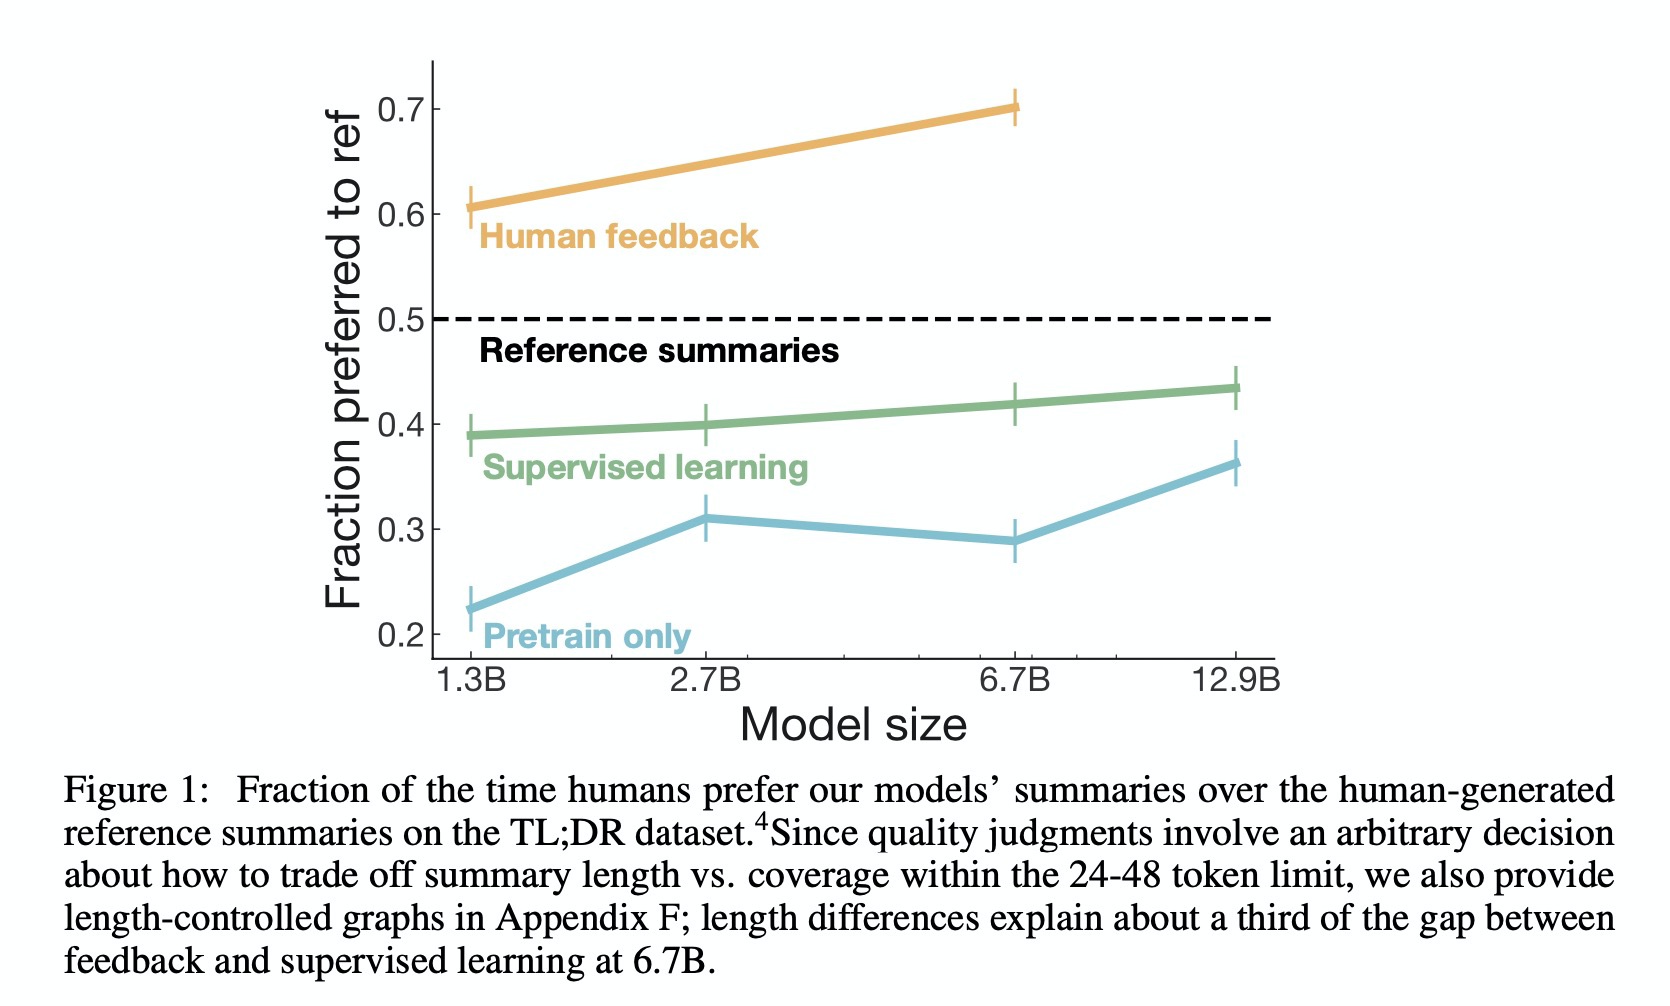 Fraction preferred to ref
0.7
0.6
Human feedback
0.5
Reference summaries
0.4
Supervised learning
0.3
0.2
Pretrain only
1.3B 2.7B 6.7B 12.9B
Model size
Figure 1: Fraction of the time humans prefer our models’ summaries over the human-generated
reference summaries on the TL;DR dataset.⁴Since quality judgments involve an arbitrary decision
about how to trade off summary length vs. coverage within the 24-48 token limit, we also provide
length-controlled graphs in Appendix F; length differences explain about a third of the gap between
feedback and supervised learning at 6.7B.